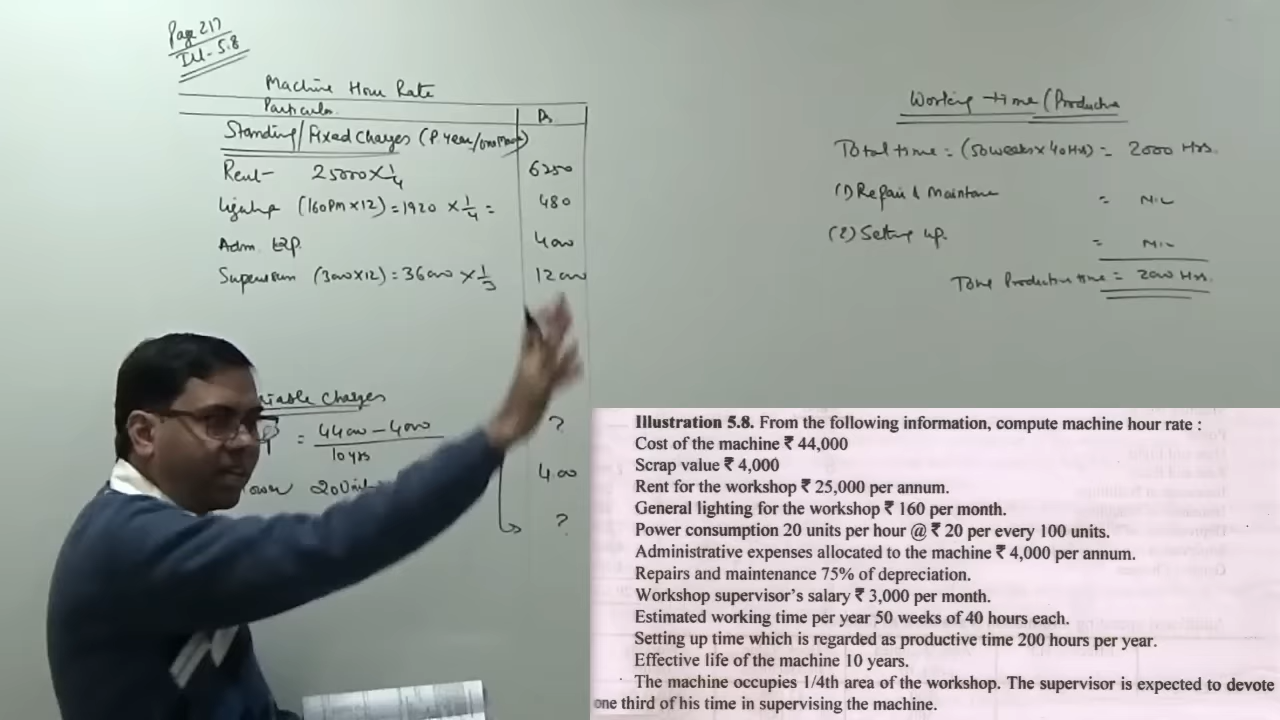 Page 217
Ill - 5.8
Machine Hour Rate
Particulars
Rs
Standing/Fixed Charges (P. Year/one Mach)
Rent- 25000 x 1/4 6250
Lighting (160 PM x 12) = 1920 x 1/4 = 480
Adm. Exp. 4000
Supervision (3000 x 12) = 36000 x 1/3 12000
iable Charges
= 44000 - 4000 ?
10 yrs
ower 20 Unit 4.00
?
Working time (Productive
Total time = (50 weeks x 40 Hrs) = 2000 Hrs.
(1) Repair & Maintance = NIL
(2) Setting up. = NIL
Total Productive time = 2000 Hrs.
Illustration 5.8. From the following information, compute machine hour rate :
Cost of the machine ₹ 44,000
Scrap value ₹ 4,000
Rent for the workshop ₹ 25,000 per annum.
General lighting for the workshop ₹ 160 per month.
Power consumption 20 units per hour @ ₹ 20 per every 100 units.
Administrative expenses allocated to the machine ₹ 4,000 per annum.
Repairs and maintenance 75% of depreciation.
Workshop supervisor's salary ₹ 3,000 per month.
Estimated working time per year 50 weeks of 40 hours each.
Setting up time which is regarded as productive time 200 hours per year.
Effective life of the machine 10 years.
The machine occupies 1/4th area of the workshop. The supervisor is expected to devote
one third of his time in supervising the machine.